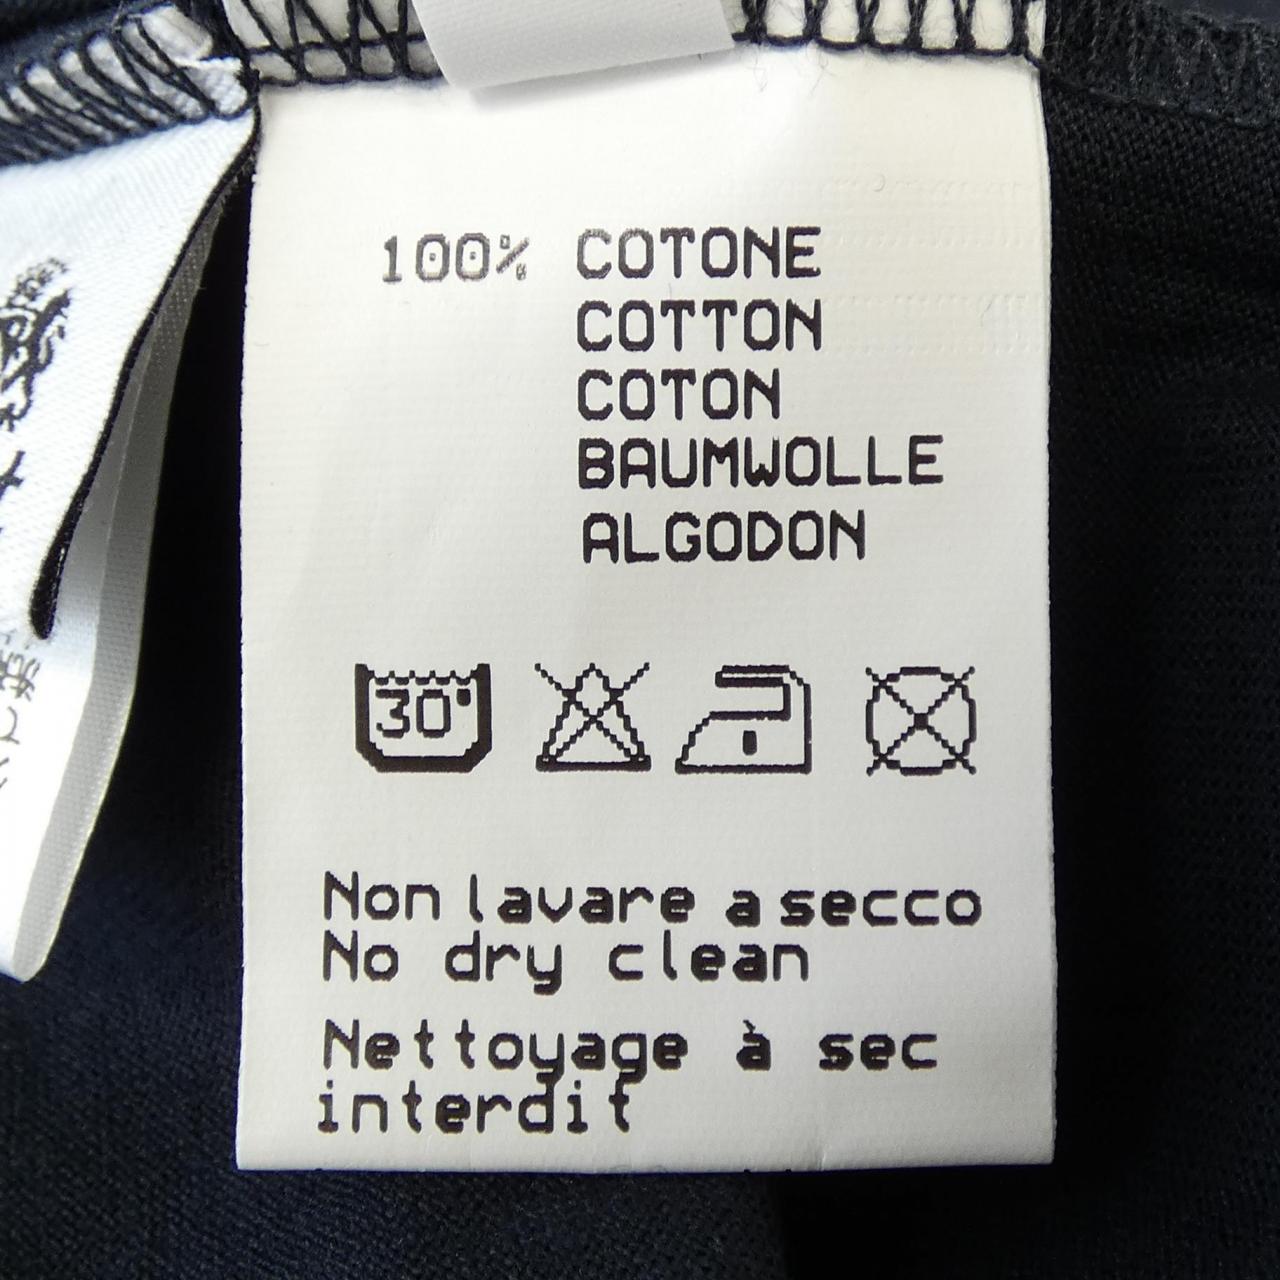 100% COTONE
COTTON
COTON
BAUMWOLLE
ALGODON
30°
Non lavare a secco
No dry clean
Nettoyage à sec
interdit